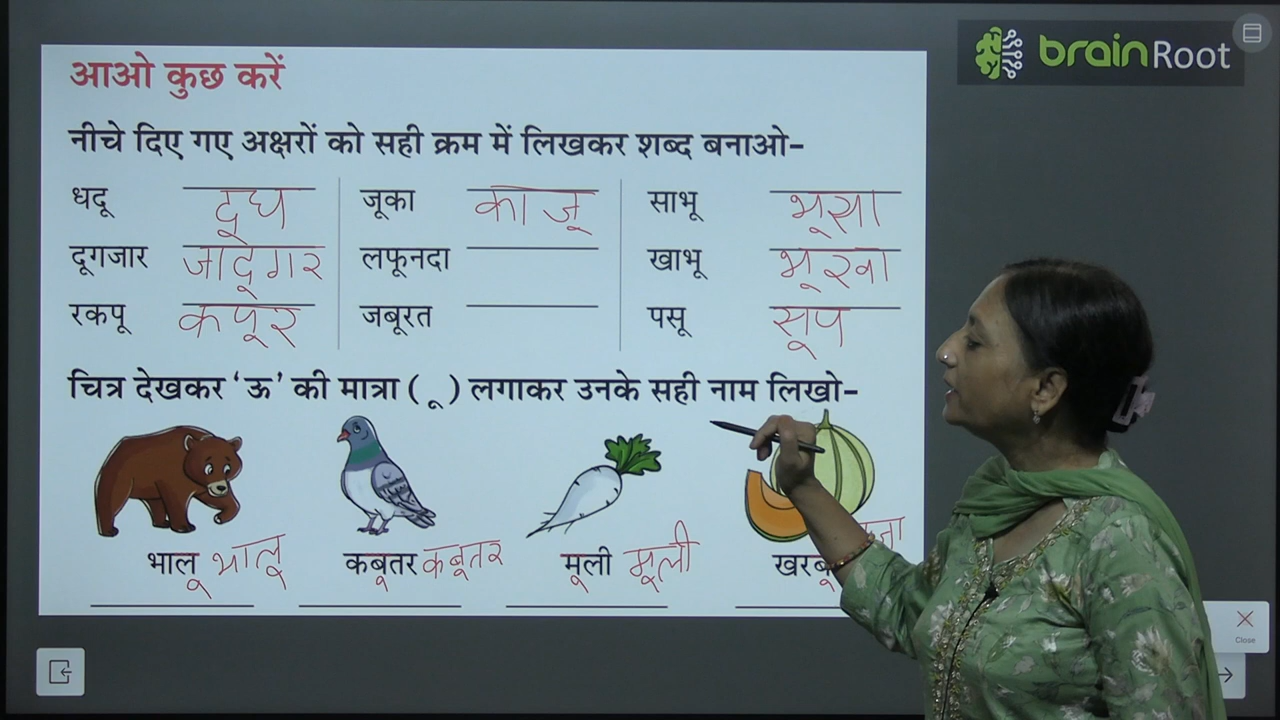 brainRoot
आओ कुछ करें
नीचे दिए गए अक्षरों को सही क्रम में लिखकर शब्द बनाओ-
धदू दूध जूका काजू साभू भूसा
दूगजार जादूगर लफूनदा खाभू भूखा
रकपू कपूर जबूरत पसू सूप
चित्र देखकर 'ऊ' की मात्रा ( ू ) लगाकर उनके सही नाम लिखो-
भालू भालू कबूतर कबूतर मूली मूली
Close